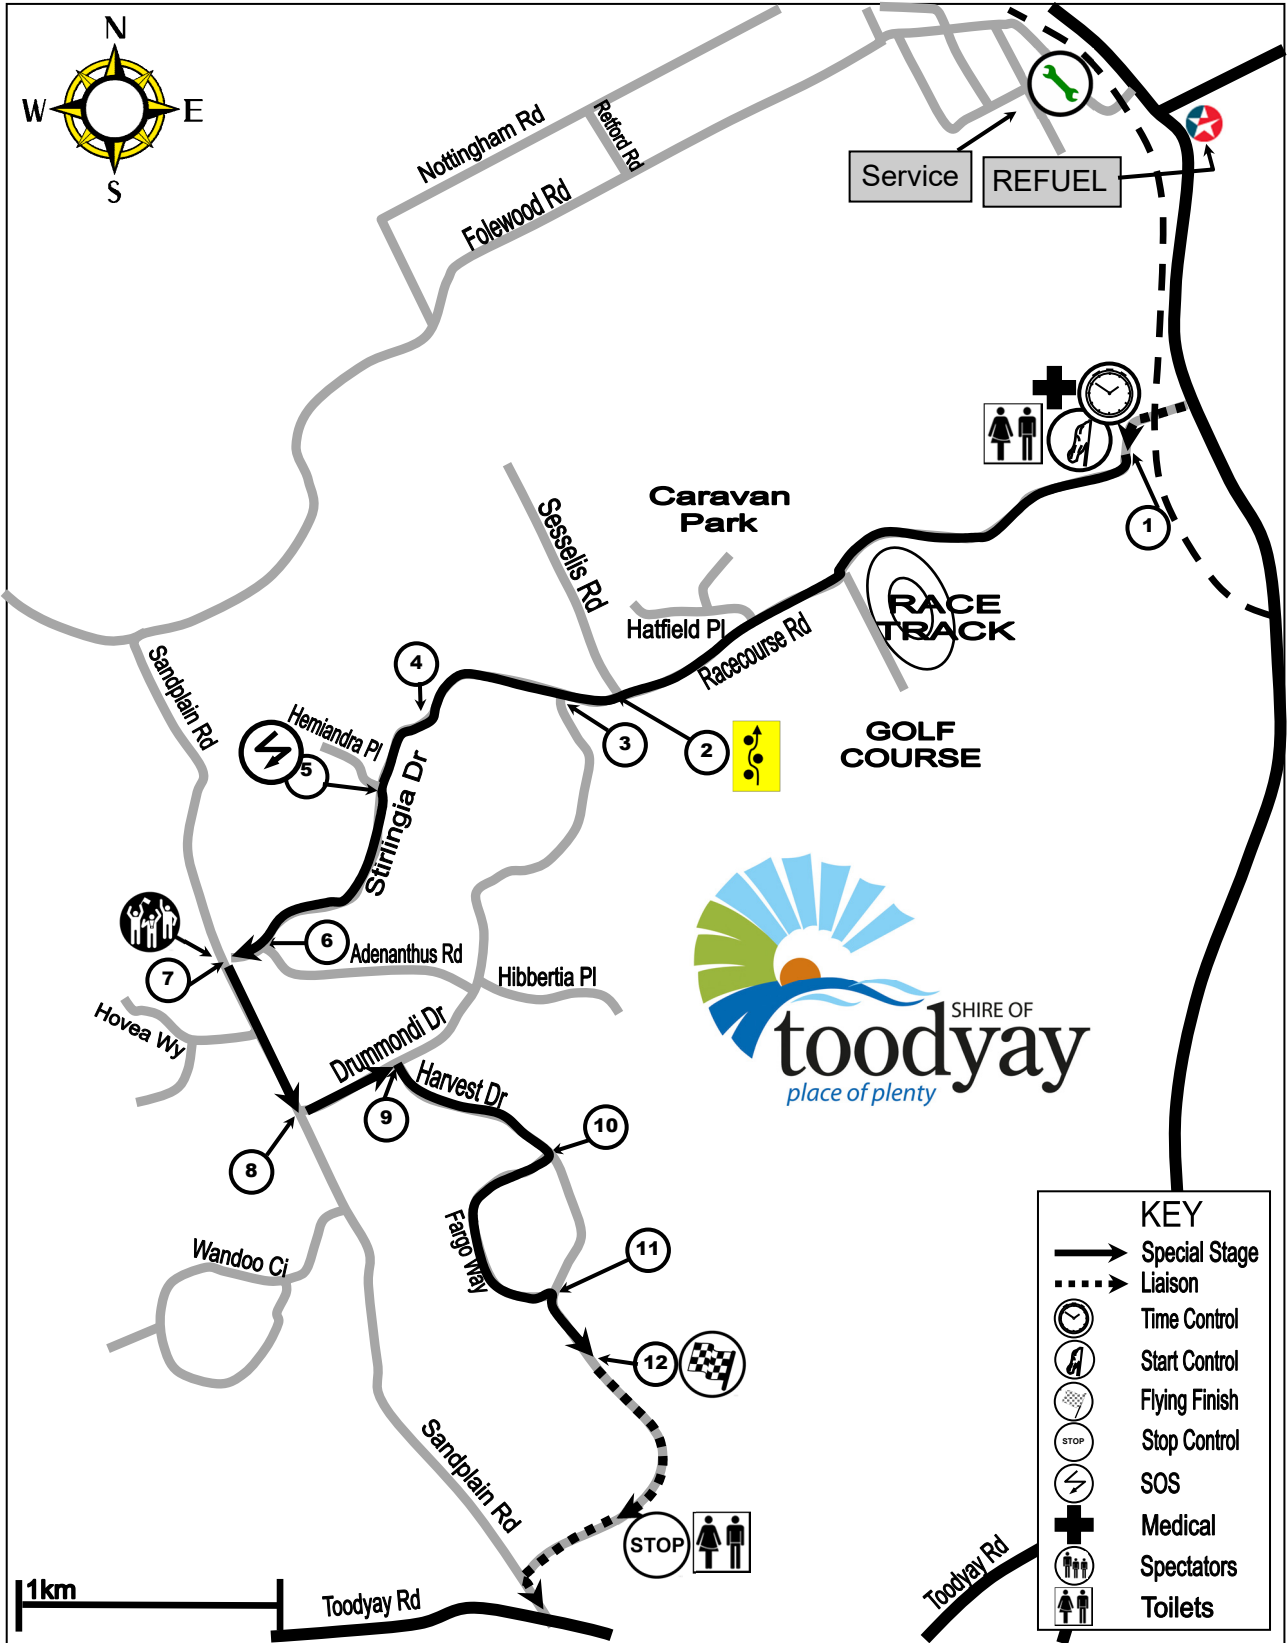 N
W
E
S
Nottingham Rd
Retford Rd
Folewood Rd
Service
REFUEL
1
Caravan
Park
Sesselis Rd
Hatfield Pl
Racecourse Rd
RACE
TRACK
GOLF
COURSE
Sandplain Rd
4
3
2
Hemiandra Pl
5
Stirlingia Dr
6
7
Adenanthus Rd
Hibbertia Pl
Hovea Wy
Drummondi Dr
Harvest Dr
9
10
8
SHIRE OF
toodyay
place of plenty
Fargo Way
11
Wandoo Ci
12
Sandplain Rd
STOP
1km
Toodyay Rd
Toodyay Rd
KEY
Special Stage
Liaison
Time Control
Start Control
Flying Finish
STOP
Stop Control
SOS
Medical
Spectators
Toilets